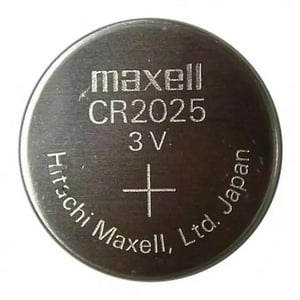 maxell
CR2025
3V
+
Hitachi Maxell, Ltd. Japan